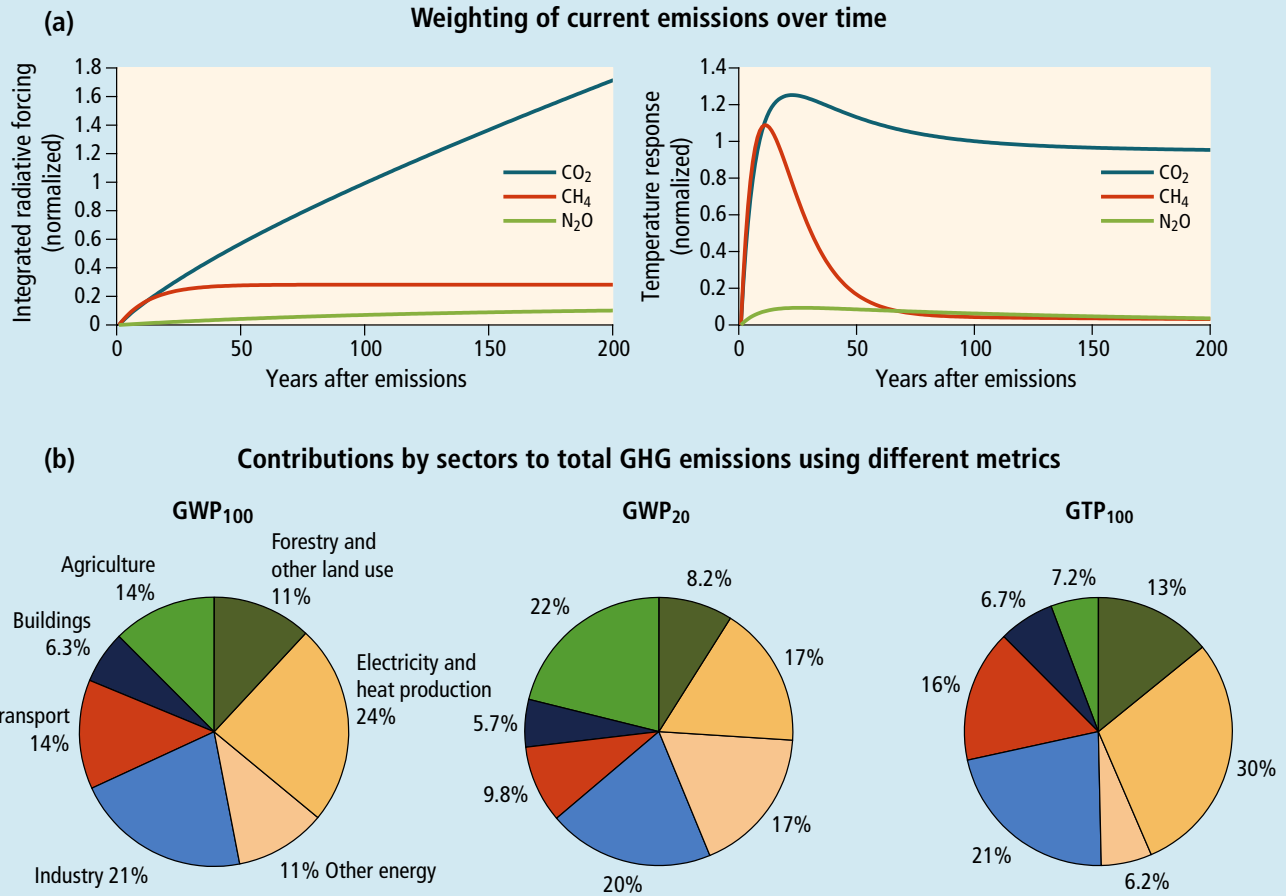 (a)
Weighting of current emissions over time
Integrated radiative forcing
(normalized)
1.8
1.6
1.4
1.2
1
0.8
0.6
0.4
0.2
0
CO₂
CH₄
N₂O
0 50 100 150 200
Years after emissions
Temperature response
(normalized)
1.4
1.2
1
0.8
0.6
0.4
0.2
0
CO₂
CH₄
N₂O
0 50 100 150 200
Years after emissions
(b)
Contributions by sectors to total GHG emissions using different metrics
GWP₁₀₀
Forestry and
other land use
11%
Electricity and
heat production
24%
11% Other energy
Industry 21%
ransport
14%
Buildings
6.3%
Agriculture
14%
GWP₂₀
8.2%
17%
17%
20%
9.8%
5.7%
22%
GTP₁₀₀
13%
30%
6.2%
21%
16%
6.7%
7.2%